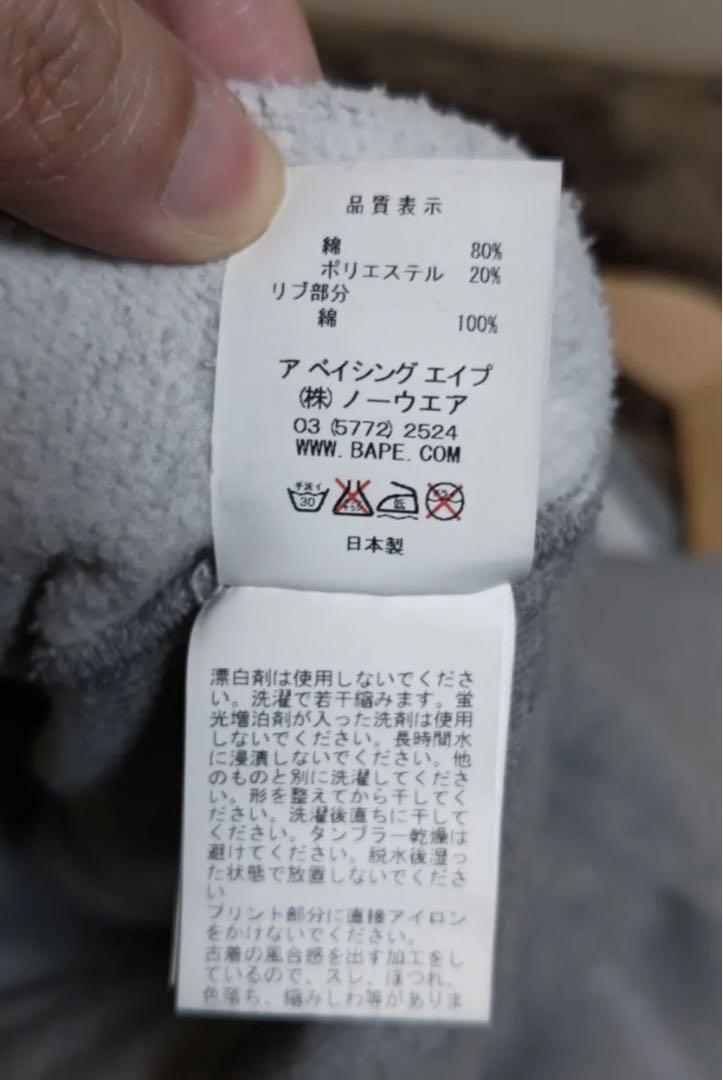 品質表示
綿 80%
ポリエステル 20%
リブ部分
綿 100%
ア ベイシング エイプ
(株) ノーウエア
03 (5772) 2524
WWW. BAPE. COM
手洗イ
30
低
日本製
漂白剤は使用しないでくださ
い。洗濯で若干縮みます。蛍
光増泊剤が入った洗剤は使用
しないでください。長時間水
に浸漬しないでください。他
のものと別に洗濯してくださ
い。形を整えてから干してく
ださい。洗濯後直ちに干して
ください。タンブラー乾燥は
避けてください。脱水後湿っ
た状態で放置しないでくださ
い
プリント部分に直接アイロン
をかけないでください。
古着の風合感を出す加工をし
ているので、スレ、ほつれ、
色落ち、縮みしわ等がありま